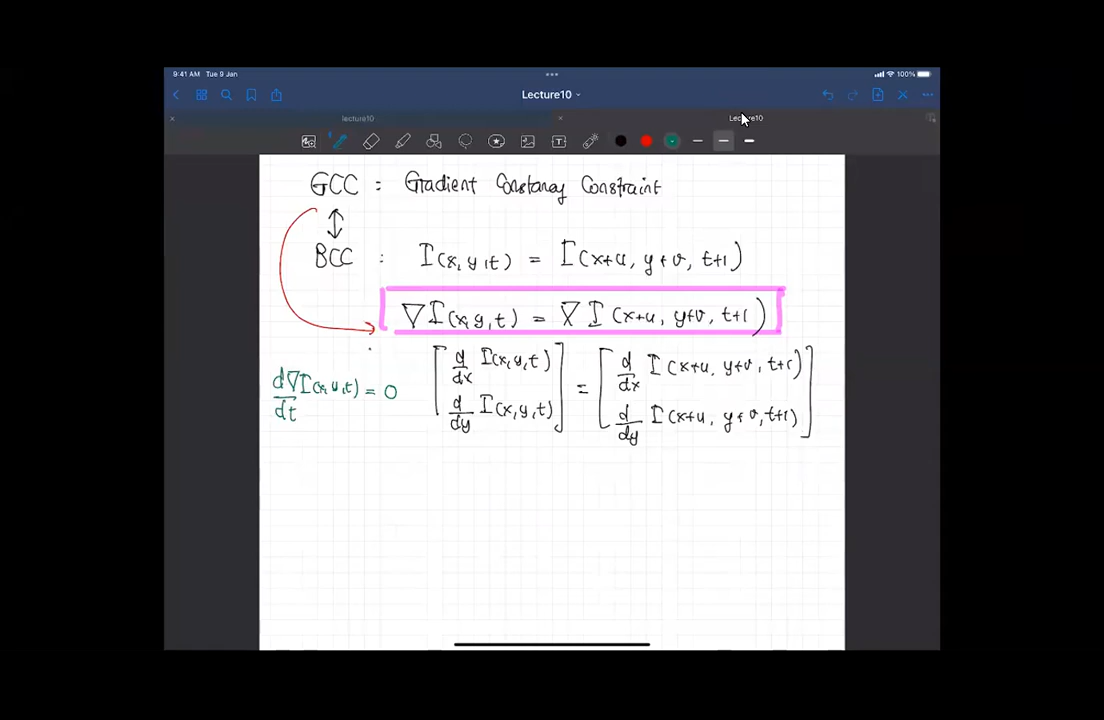 9:41 AM Tue 9 Jan
100%
Lecture10
lecture10
Lecture10
GCC : Gradient Constancy Constraint
↕
BCC : I(x, y, t) = I(x+u, y+v, t+1)
∇I(x, y, t) = ∇I(x+u, y+v, t+1)
d∇I(x, y, t)/dt = 0
[d/dx I(x, y, t)] = [d/dx I(x+u, y+v, t+1)]
[d/dy I(x, y, t)] [d/dy I(x+u, y+v, t+1)]